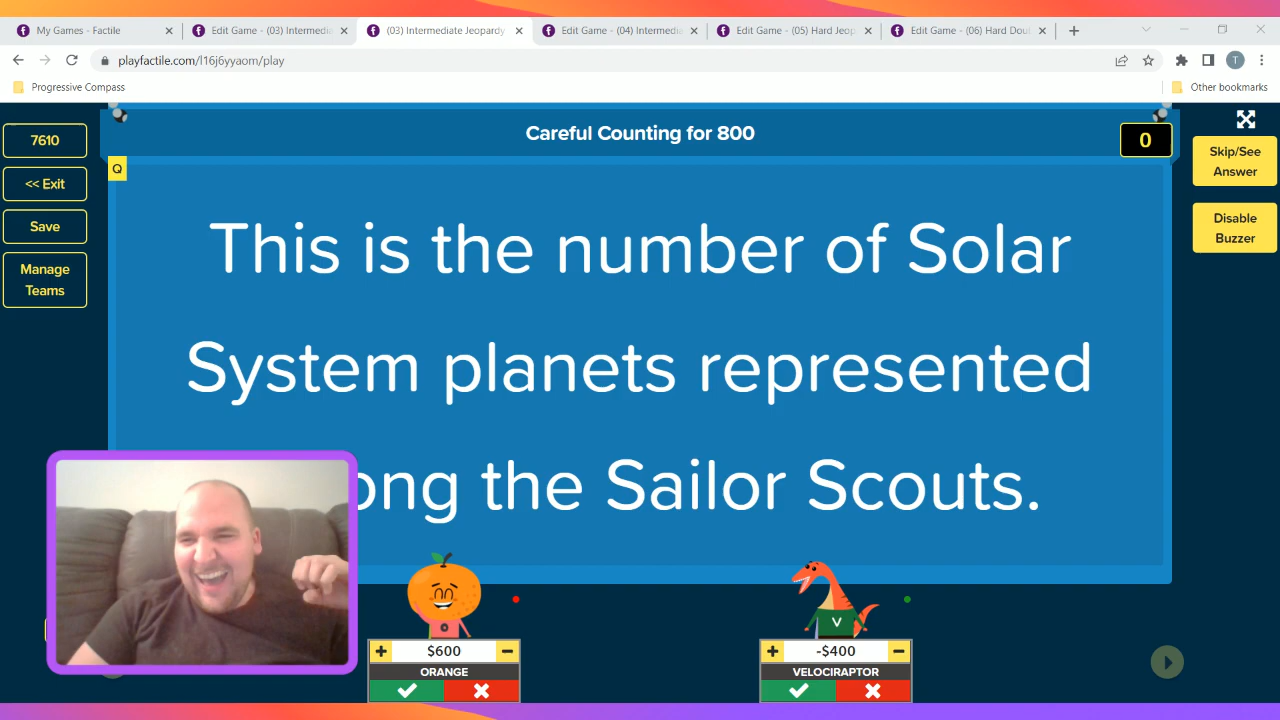 My Games - Factile
Edit Game - (03) Intermedia
(03) Intermediate Jeopardy
Edit Game - (04) Intermedia
Edit Game - (05) Hard Jeop
Edit Game - (06) Hard Dou
playfactile.com/l16j6yyaom/play
T
Progressive Compass
Other bookmarks
7610
<< Exit
Save
Manage
Teams
Careful Counting for 800
0
Skip/See
Answer
Disable
Buzzer
Q
This is the number of Solar
System planets represented
ong the Sailor Scouts.
O
V
+ $600 −
ORANGE
+ -$400 −
VELOCIRAPTOR